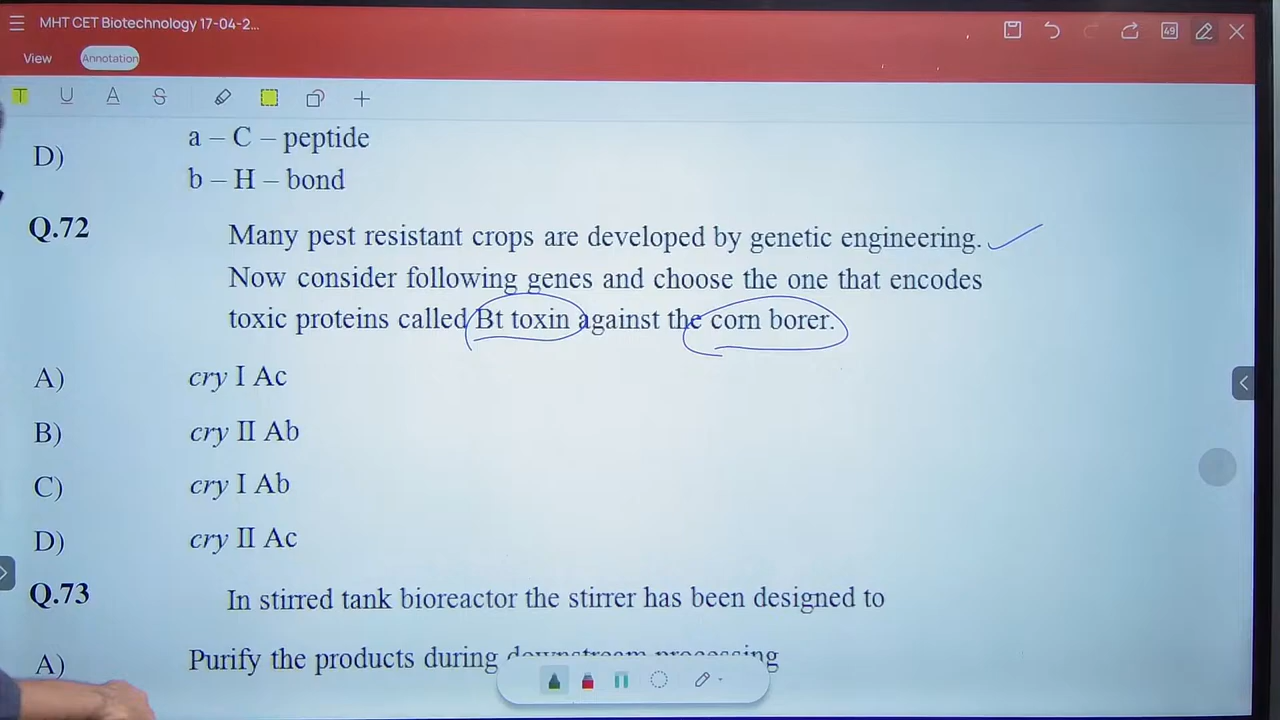 MHT CET Biotechnology 17-04-2...
49
View
Annotation
T U A S
D)
a – C – peptide
b – H – bond
Q.72
Many pest resistant crops are developed by genetic engineering.
Now consider following genes and choose the one that encodes
toxic proteins called Bt toxin against the corn borer.
A) cry I Ac
B) cry II Ab
C) cry I Ab
D) cry II Ac
Q.73 In stirred tank bioreactor the stirrer has been designed to
A) Purify the products during downstream processing